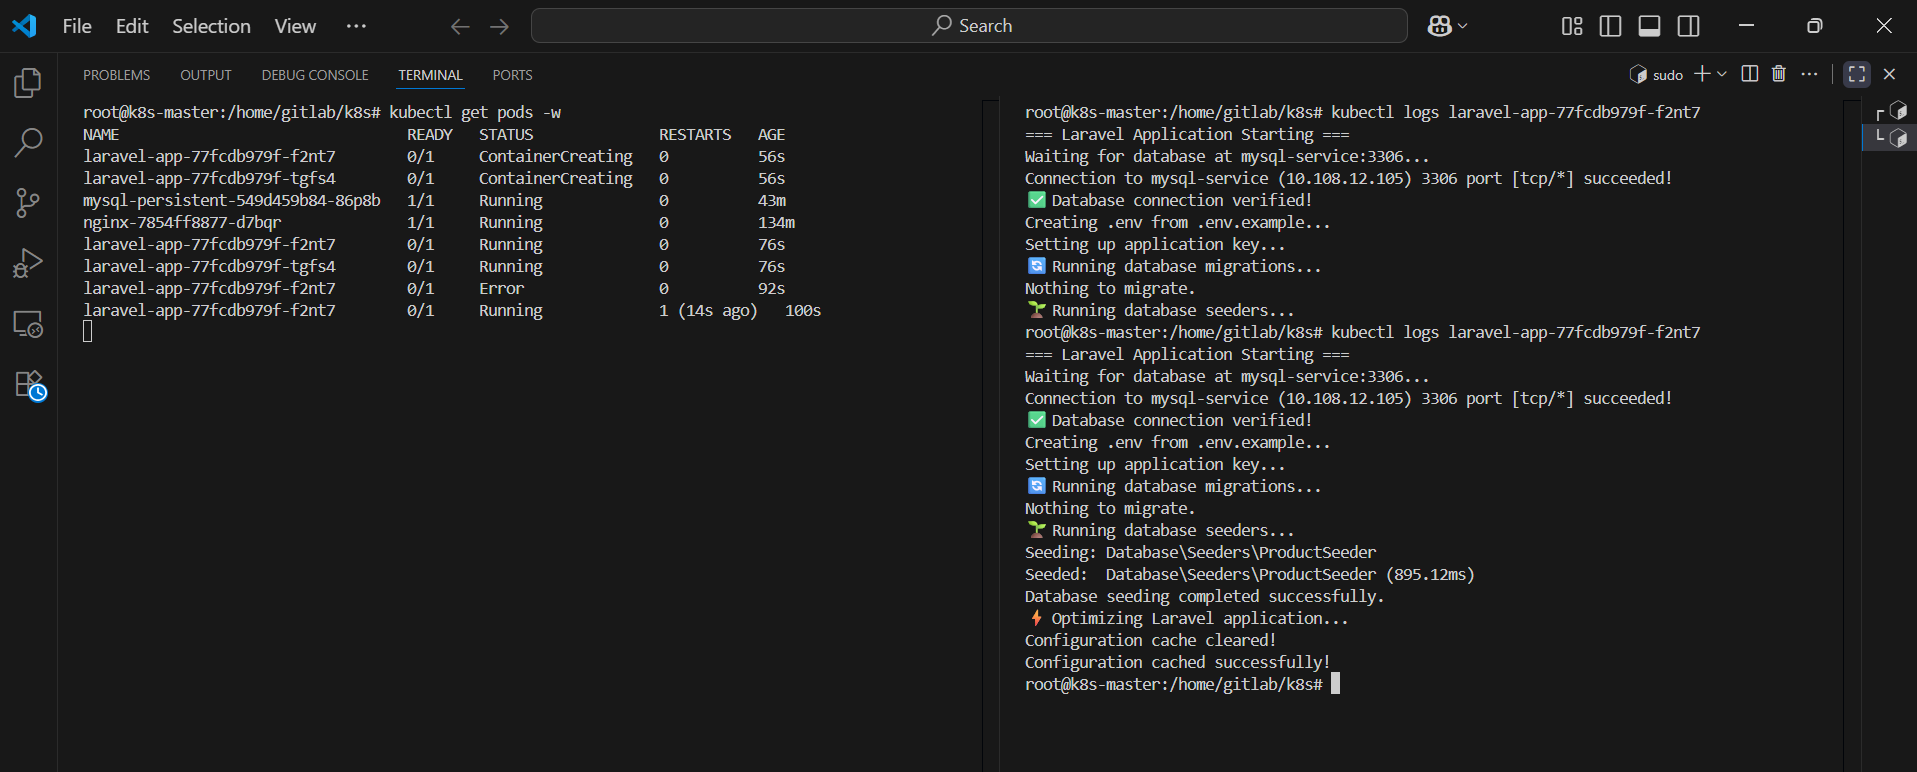 File Edit Selection View ···
Search
PROBLEMS OUTPUT DEBUG CONSOLE TERMINAL PORTS
sudo
root@k8s-master:/home/gitlab/k8s# kubectl get pods -w
NAME READY STATUS RESTARTS AGE
laravel-app-77fcdb979f-f2nt7 0/1 ContainerCreating 0 56s
laravel-app-77fcdb979f-tgfs4 0/1 ContainerCreating 0 56s
mysql-persistent-549d459b84-86p8b 1/1 Running 0 43m
nginx-7854ff8877-d7bqr 1/1 Running 0 134m
laravel-app-77fcdb979f-f2nt7 0/1 Running 0 76s
laravel-app-77fcdb979f-tgfs4 0/1 Running 0 76s
laravel-app-77fcdb979f-f2nt7 0/1 Error 0 92s
laravel-app-77fcdb979f-f2nt7 0/1 Running 1 (14s ago) 100s
root@k8s-master:/home/gitlab/k8s# kubectl logs laravel-app-77fcdb979f-f2nt7
=== Laravel Application Starting ===
Waiting for database at mysql-service:3306...
Connection to mysql-service (10.108.12.105) 3306 port [tcp/*] succeeded!
✅ Database connection verified!
Creating .env from .env.example...
Setting up application key...
🔄 Running database migrations...
Nothing to migrate.
🌱 Running database seeders...
root@k8s-master:/home/gitlab/k8s# kubectl logs laravel-app-77fcdb979f-f2nt7
=== Laravel Application Starting ===
Waiting for database at mysql-service:3306...
Connection to mysql-service (10.108.12.105) 3306 port [tcp/*] succeeded!
✅ Database connection verified!
Creating .env from .env.example...
Setting up application key...
🔄 Running database migrations...
Nothing to migrate.
🌱 Running database seeders...
Seeding: Database\Seeders\ProductSeeder
Seeded:  Database\Seeders\ProductSeeder (895.12ms)
Database seeding completed successfully.
⚡ Optimizing Laravel application...
Configuration cache cleared!
Configuration cached successfully!
root@k8s-master:/home/gitlab/k8s#